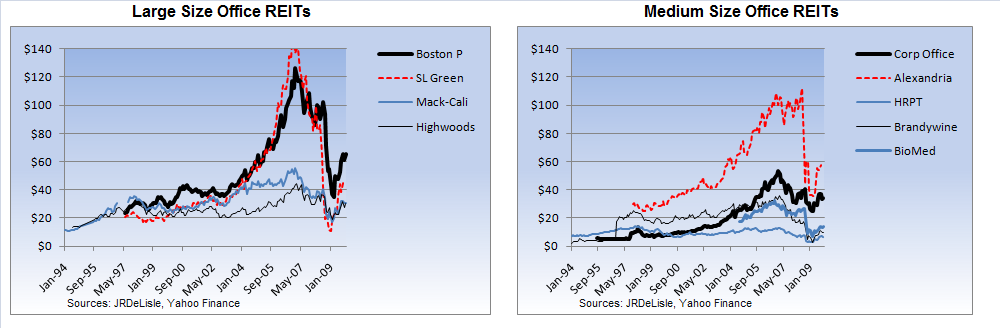 Large Size Office REITs
$140
$120
$100
$80
$60
$40
$20
$0
Jan-94
Sep-95
May-97
Jan-99
Sep-00
May-02
Jan-04
Sep-05
May-07
Jan-09
Boston P
SL Green
Mack-Cali
Highwoods
Sources: JRDeLisle, Yahoo Finance
Medium Size Office REITs
$140
$120
$100
$80
$60
$40
$20
$0
Jan-94
Sep-95
May-97
Jan-99
Sep-00
May-02
Jan-04
Sep-05
May-07
Jan-09
Corp Office
Alexandria
HRPT
Brandywine
BioMed
Sources: JRDeLisle, Yahoo Finance